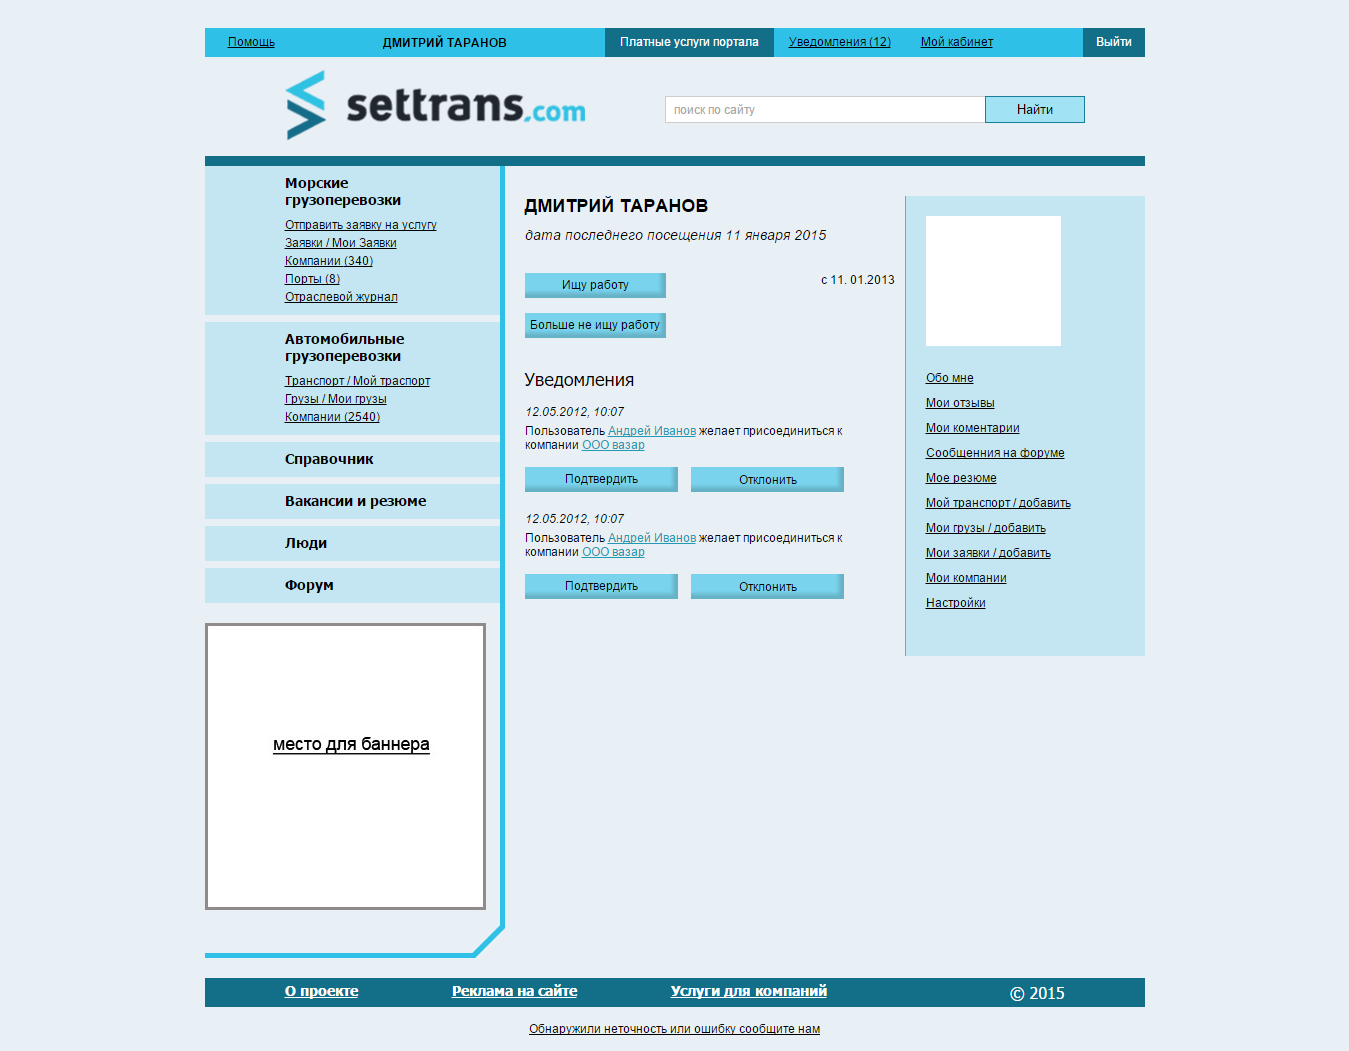 Помощь
ДМИТРИЙ ТАРАНОВ
Платные услуги портала
Уведомления (12)
Мой кабинет
Выйти
settrans.com
поиск по сайту
Найти
Морские
грузоперевозки
Отправить заявку на услугу
Заявки / Мои Заявки
Компании (340)
Порты (8)
Отраслевой журнал
Автомобильные
грузоперевозки
Транспорт / Мой траспорт
Грузы / Мои грузы
Компании (2540)
Справочник
Вакансии и резюме
Люди
Форум
место для баннера
ДМИТРИЙ ТАРАНОВ
дата последнего посещения 11 января 2015
Ищу работу
с 11. 01.2013
Больше не ищу работу
Уведомления
12.05.2012, 10:07
Пользователь Андрей Иванов желает присоединиться к
компании ООО вазар
Подтвердить
Отклонить
12.05.2012, 10:07
Пользователь Андрей Иванов желает присоединиться к
компании ООО вазар
Подтвердить
Отклонить
Обо мне
Мои отзывы
Мои коментарии
Сообщенния на форуме
Мое резюме
Мой транспорт / добавить
Мои грузы / добавить
Мои заявки / добавить
Мои компании
Настройки
О проекте
Реклама на сайте
Услуги для компаний
© 2015
Обнаружили неточность или ошибку сообщите нам